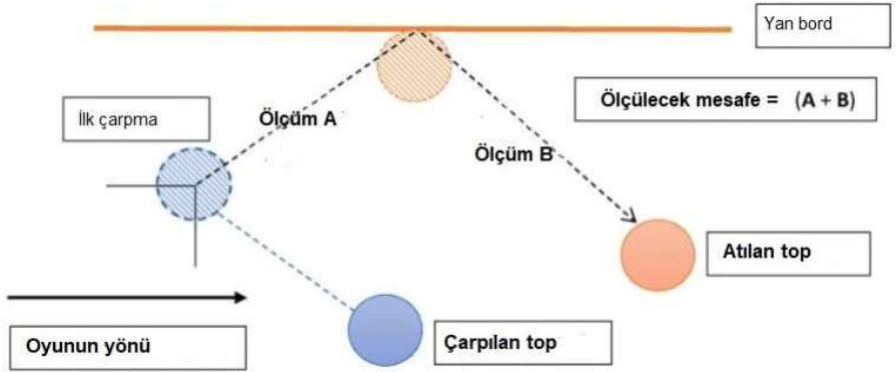 Yan bord
Ölçülecek mesafe = (A + B)
İlk çarpma
Ölçüm A
Ölçüm B
Atılan top
Oyunun yönü
Çarpılan top